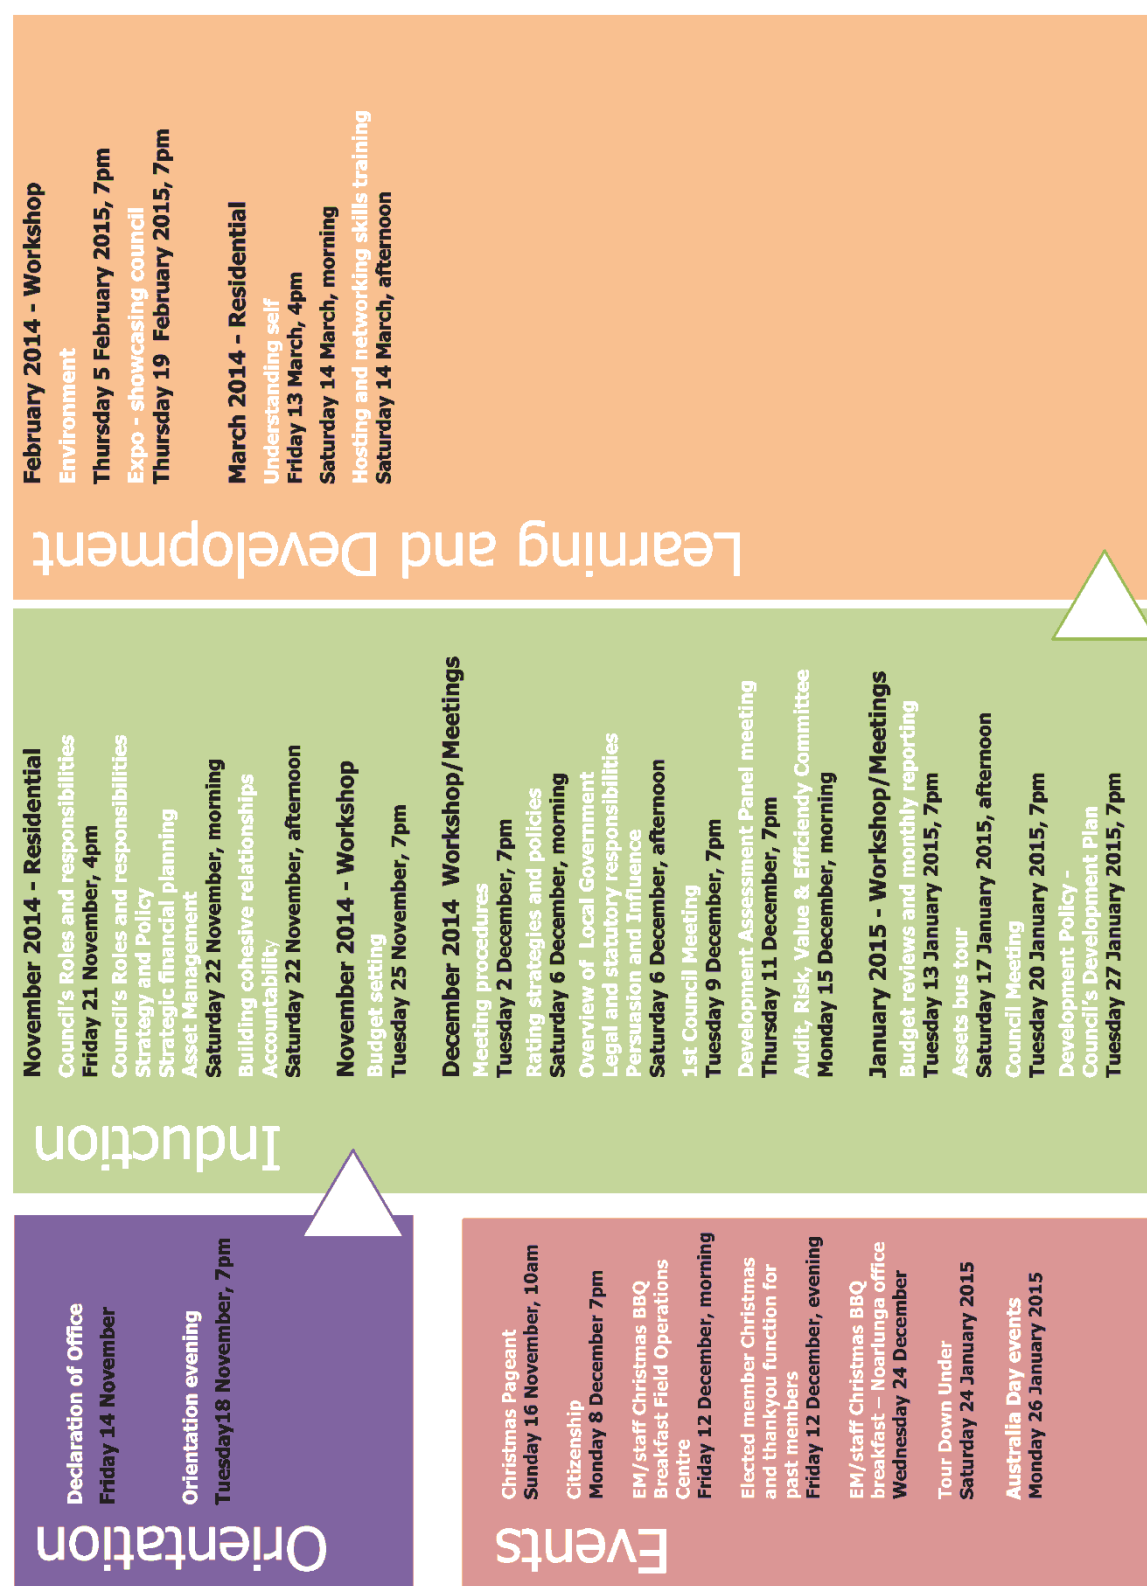 Orientation
Declaration of Office
Friday 14 November
Orientation evening
Tuesday18 November, 7pm
Events
Christmas Pageant
Sunday 16 November, 10am
Citizenship
Monday 8 December 7pm
EM/staff Christmas BBQ
Breakfast Field Operations
Centre
Friday 12 December, morning
Elected member Christmas
and thankyou function for
past members
Friday 12 December, evening
EM/staff Christmas BBQ
breakfast – Noarlunga office
Wednesday 24 December
Tour Down Under
Saturday 24 January 2015
Australia Day events
Monday 26 January 2015
Induction
November 2014 - Residential
Council's Roles and responsibilities
Friday 21 November, 4pm
Council's Roles and responsibilities
Strategy and Policy
Strategic financial planning
Asset Management
Saturday 22 November, morning
Building cohesive relationships
Accountability
Saturday 22 November, afternoon
November 2014 - Workshop
Budget setting
Tuesday 25 November, 7pm
December 2014 Workshop/Meetings
Meeting procedures
Tuesday 2 December, 7pm
Rating strategies and policies
Saturday 6 December, morning
Overview of Local Government
Legal and statutory responsibilities
Persuasion and Influence
Saturday 6 December, afternoon
1st Council Meeting
Tuesday 9 December, 7pm
Development Assessment Panel meeting
Thursday 11 December, 7pm
Audit, Risk, Value & Efficiendy Committee
Monday 15 December, morning
January 2015 - Workshop/Meetings
Budget reviews and monthly reporting
Tuesday 13 January 2015, 7pm
Assets bus tour
Saturday 17 January 2015, afternoon
Council Meeting
Tuesday 20 January 2015, 7pm
Development Policy -
Council's Development Plan
Tuesday 27 January 2015, 7pm
Learning and Development
February 2014 - Workshop
Environment
Thursday 5 February 2015, 7pm
Expo - showcasing council
Thursday 19 February 2015, 7pm
March 2014 - Residential
Understanding self
Friday 13 March, 4pm
Saturday 14 March, morning
Hosting and networking skills training
Saturday 14 March, afternoon